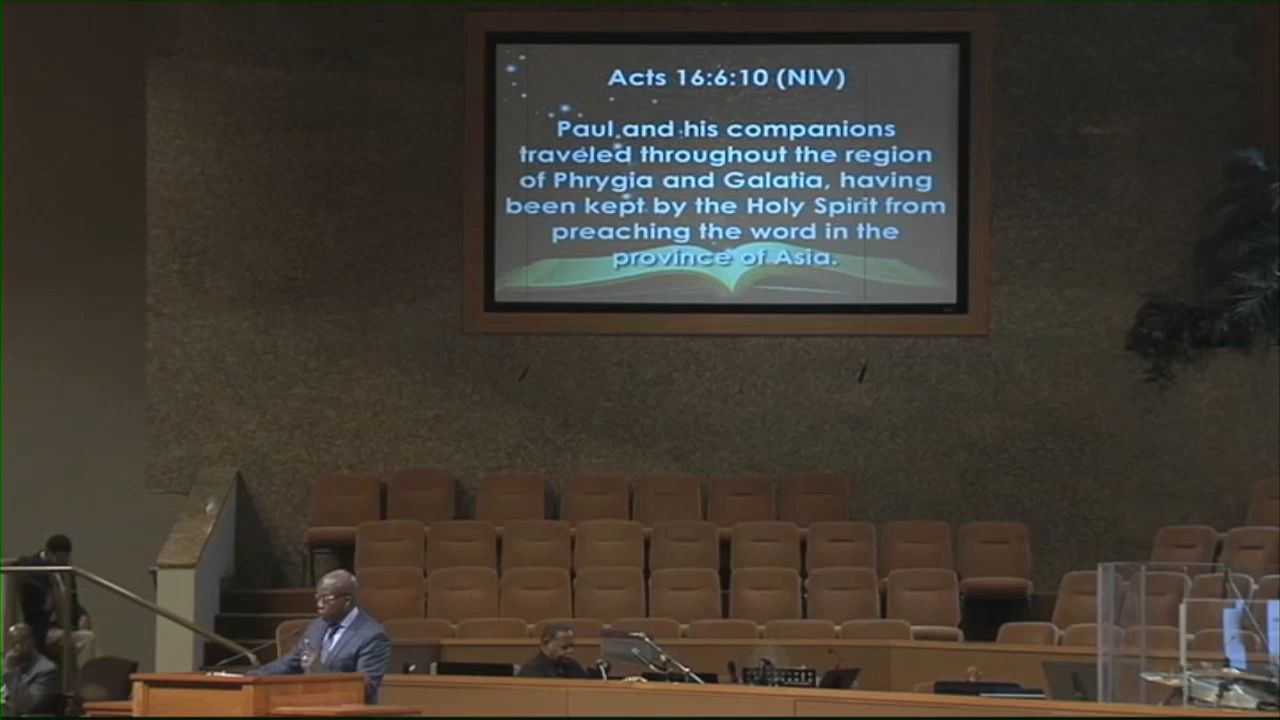 Acts 16:6:10 (NIV)
Paul and his companions
traveled throughout the region
of Phrygia and Galatia, having
been kept by the Holy Spirit from
preaching the word in the
province of Asia.